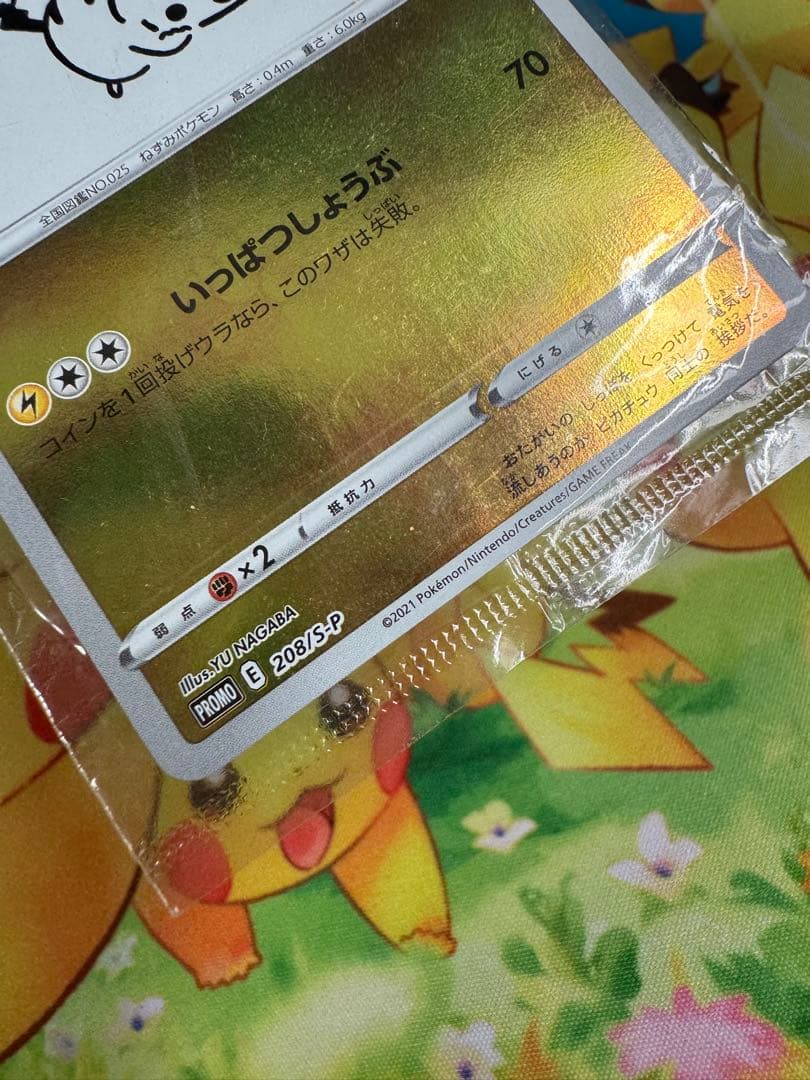 全国図鑑NO.025 ねずみポケモン 高さ:0.4m 重さ:6.0kg
いっぱつしょうぶ 70
コインを1回投げウラなら、このワザは失敗。
弱点 ×2 抵抗力 にげる
おたがいの しっぽを くっつけて 電気を
流しあうのが ピカチュウ 同士の 挨拶だ。
Illus.YU NAGABA
PROMO E 208/S-P
©2021 Pokémon/Nintendo/Creatures/GAME FREAK